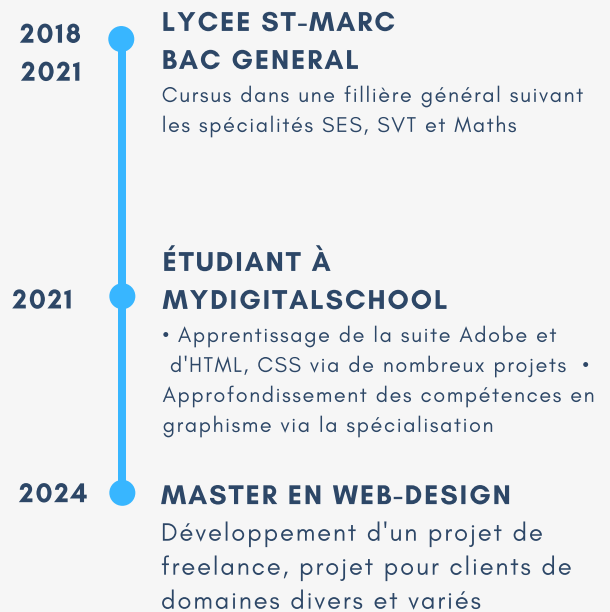 2018
2021
LYCEE ST-MARC
BAC GENERAL
Cursus dans une fillière général suivant
les spécialités SES, SVT et Maths
2021
ÉTUDIANT À
MYDIGITALSCHOOL
• Apprentissage de la suite Adobe et
d'HTML, CSS via de nombreux projets •
Approfondissement des compétences en
graphisme via la spécialisation
2024
MASTER EN WEB-DESIGN
Développement d'un projet de
freelance, projet pour clients de
domaines divers et variés